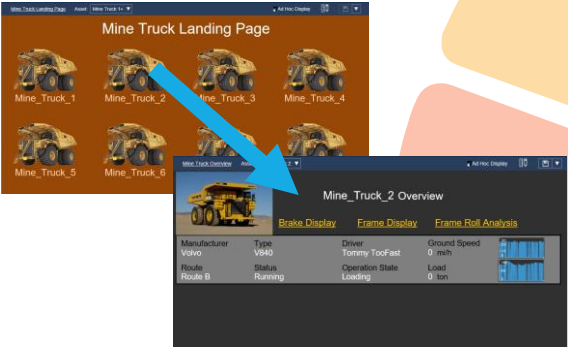 Mine Truck Landing Page Asset Mine Truck 1 Ad Hoc Display
Mine Truck Landing Page
Mine_Truck_1 Mine_Truck_2 Mine_Truck_3 Mine_Truck_4
Mine_Truck_5 Mine_Truck_6
Mine Truck Overview 2 Ad Hoc Display
Mine_Truck_2 Overview
Brake Display Frame Display Frame Roll Analysis
Manufacturer Type Driver Ground Speed
Volvo V840 Tommy TooFast 0 mi/h
Route Status Operation State Load
Route B Running Loading 0 ton